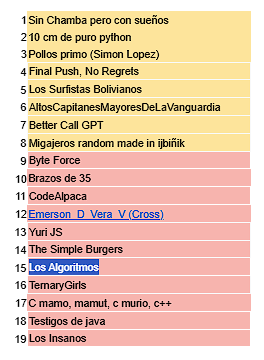 1 Sin Chamba pero con sueños
2 10 cm de puro python
3 Pollos primo (Simon Lopez)
4 Final Push, No Regrets
5 Los Surfistas Bolivianos
6 AltosCapitanesMayoresDeLaVanguardia
7 Better Call GPT
8 Migajeros random made in ijbiñik
9 Byte Force
10 Brazos de 35
11 CodeAlpaca
12 Emerson_D_Vera_V (Cross)
13 Yuri JS
14 The Simple Burgers
15 Los Algoritmos
16 TernaryGirls
17 C mamo, mamut, c murio, c++
18 Testigos de java
19 Los Insanos